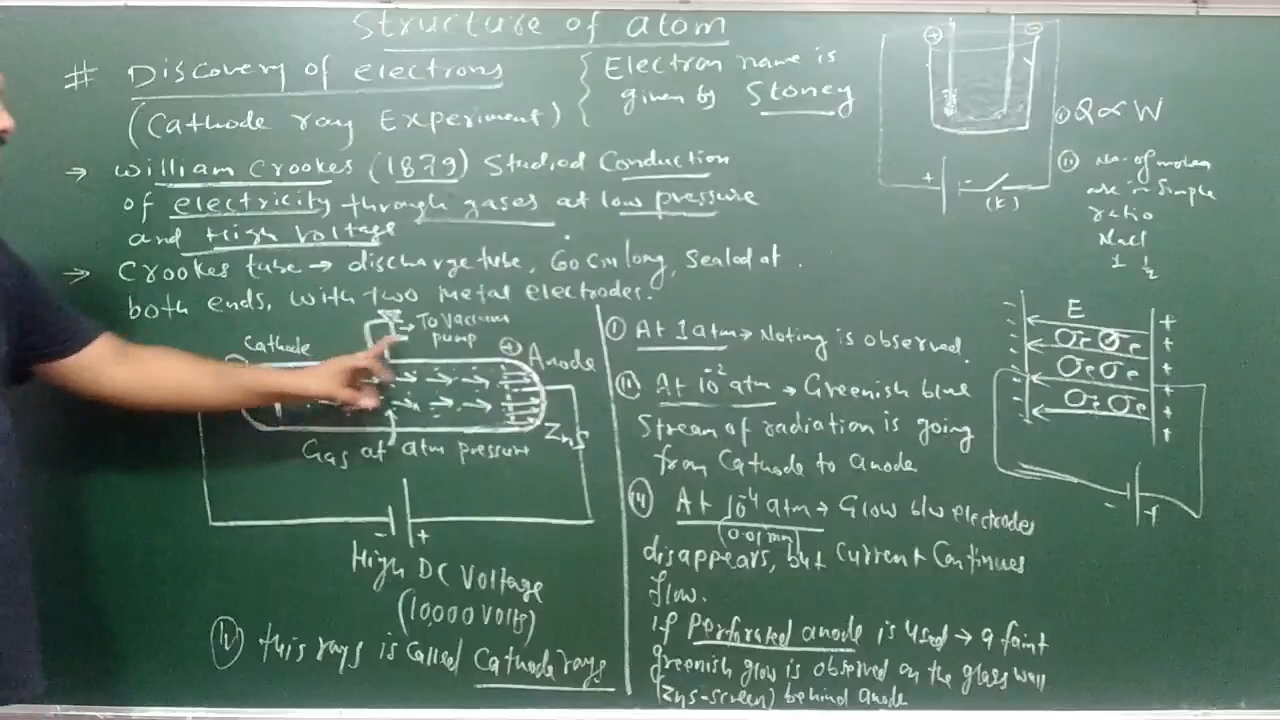 Structure of atom
# Discovery of electrons
(Cathode ray Experiment)
Electron name is
given by Stoney
→ William Crookes (1879) Studied Conduction
of electricity through gases at low pressure
and High Voltage
→ Crookes tube → discharge tube, 60 cm long, Sealed at
both ends, with two metal electrodes.
→ To Vacuum
pump
Cathode
+ Anode
ZnS
Gas at atm pressure
- +
High DC Voltage
(10,000 volts)
(iv) this rays is called Cathode rays
(i) At 1 atm → Noting is observed.
(ii) At 10⁻² atm → Greenish blue
Stream of radiation is going
from Cathode to anode
(iii) At 10⁻⁴ atm → Glow b/w electrodes
(0.01 mm)
disappears, but Current Continues
flow.
if Perforated anode is used → a faint
greenish glow is observed on the glass wall
(ZnS-screen) behind anode
+ -
+ -
(K)
(i) Q ∝ W
(ii) No. of moles
are in Simple
ratio
NaCl
1 ½
E
- +